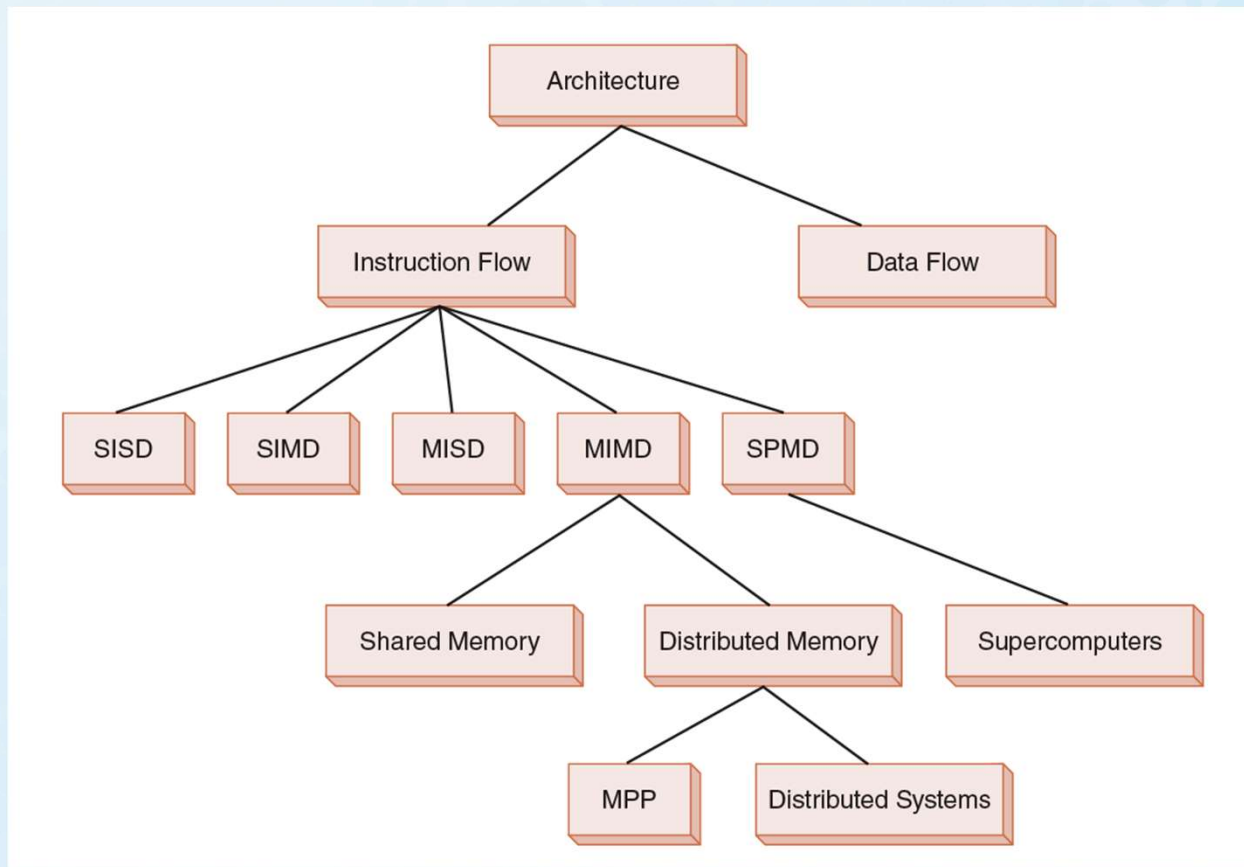 Architecture
Instruction Flow
Data Flow
SISD
SIMD
MISD
MIMD
SPMD
Shared Memory
Distributed Memory
Supercomputers
MPP
Distributed Systems